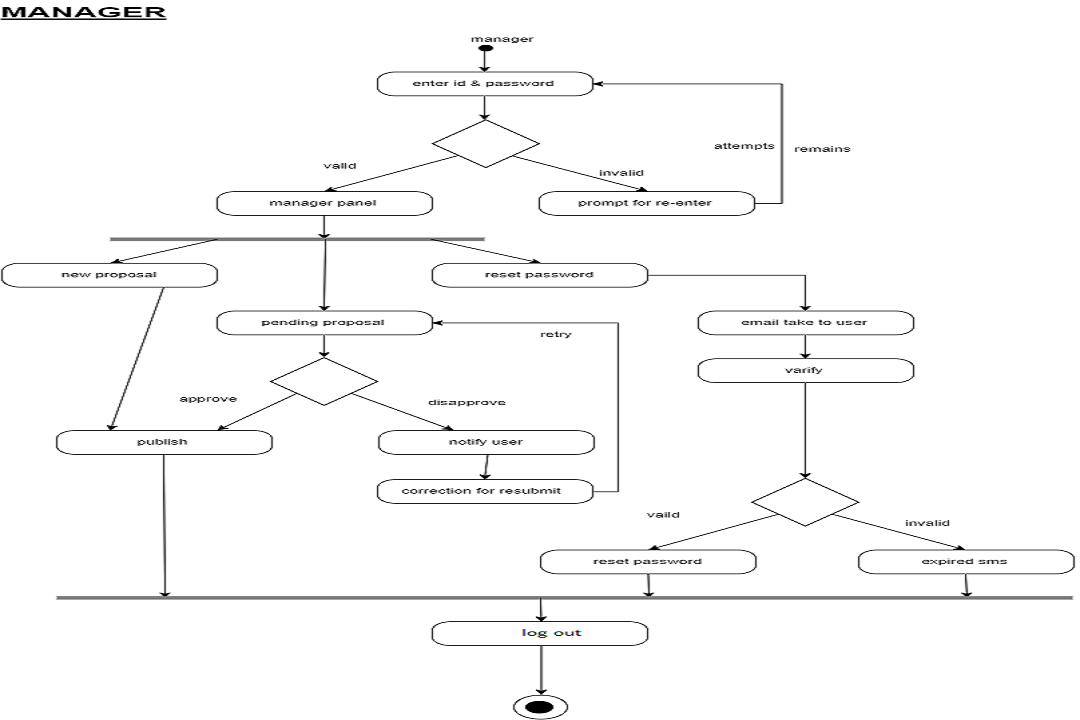 MANAGER
manager
enter id & password
attempts remains
valid
invalid
manager panel
prompt for re-enter
new proposal
reset password
pending proposal
email take to user
retry
varify
approve
disapprove
publish
notify user
correction for resubmit
vaild
invalid
reset password
expired sms
log out